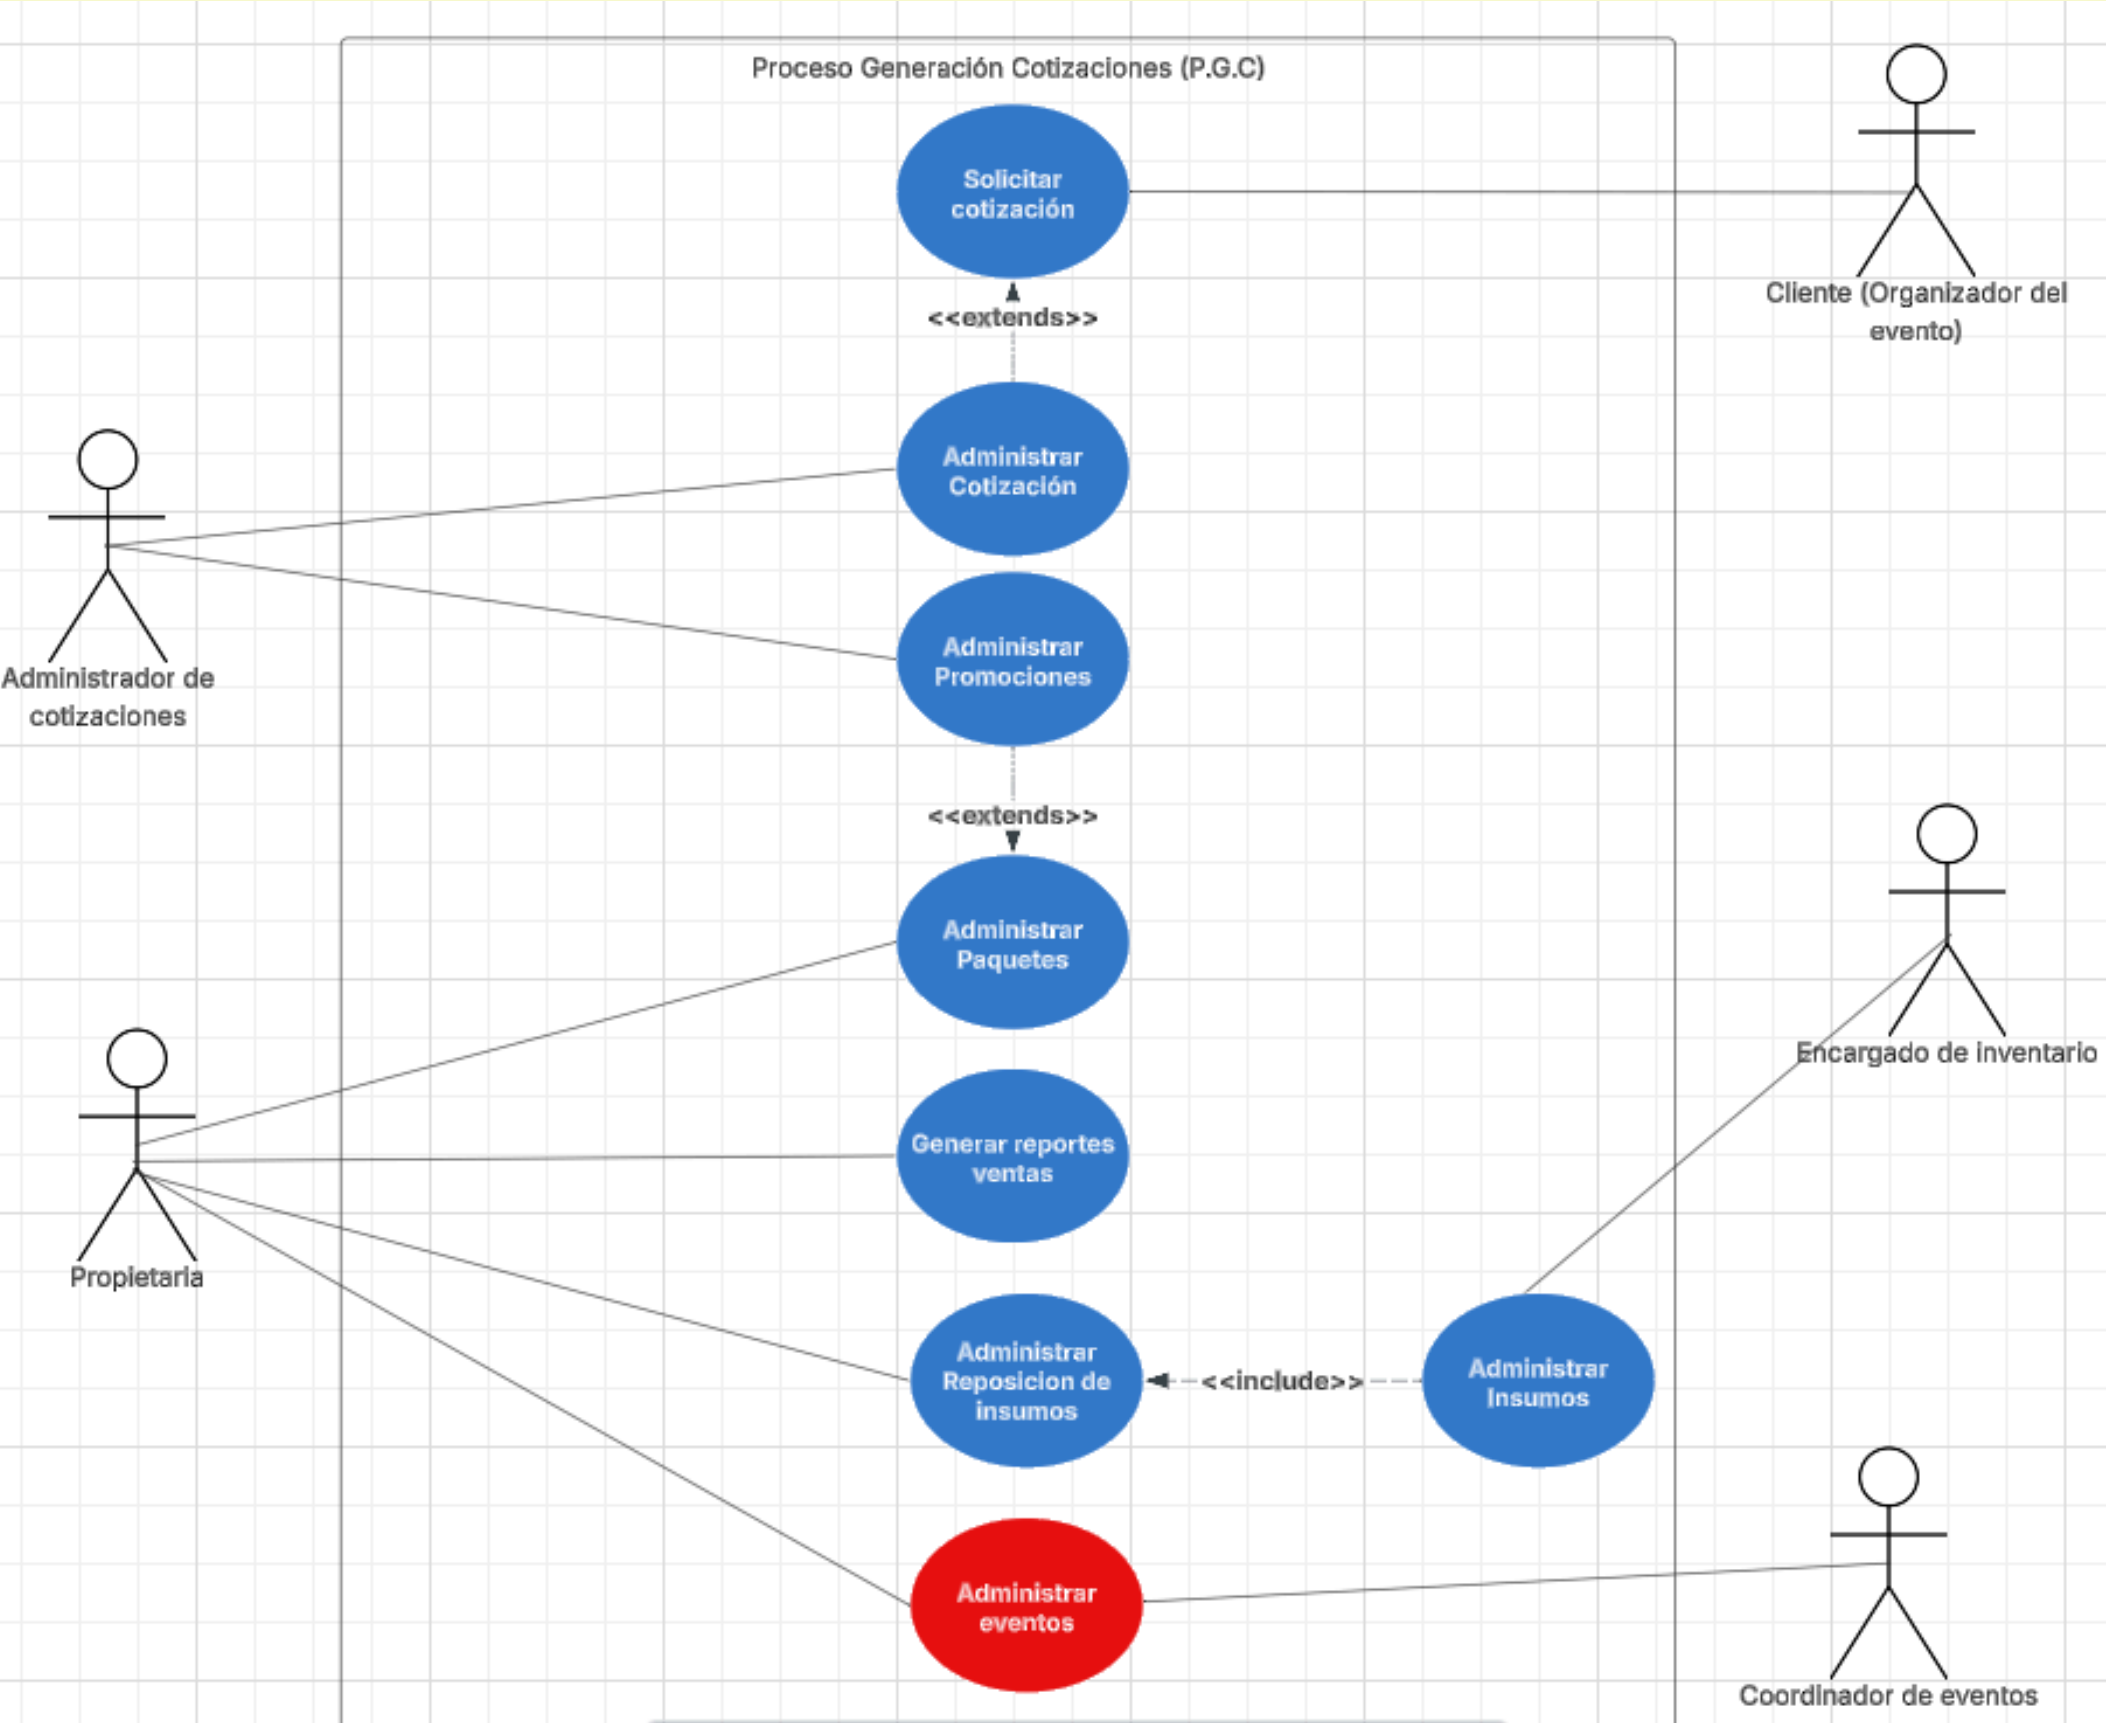 Proceso Generación Cotizaciones (P.G.C)
Solicitar
cotización
Cliente (Organizador del
evento)
<<extends>>
Administrar
Cotización
Administrador de
cotizaciones
Administrar
Promociones
<<extends>>
Administrar
Paquetes
Encargado de inventario
Generar reportes
ventas
Propietaria
Administrar
Reposicion de
insumos
<<include>>
Administrar
Insumos
Administrar
eventos
Coordinador de eventos